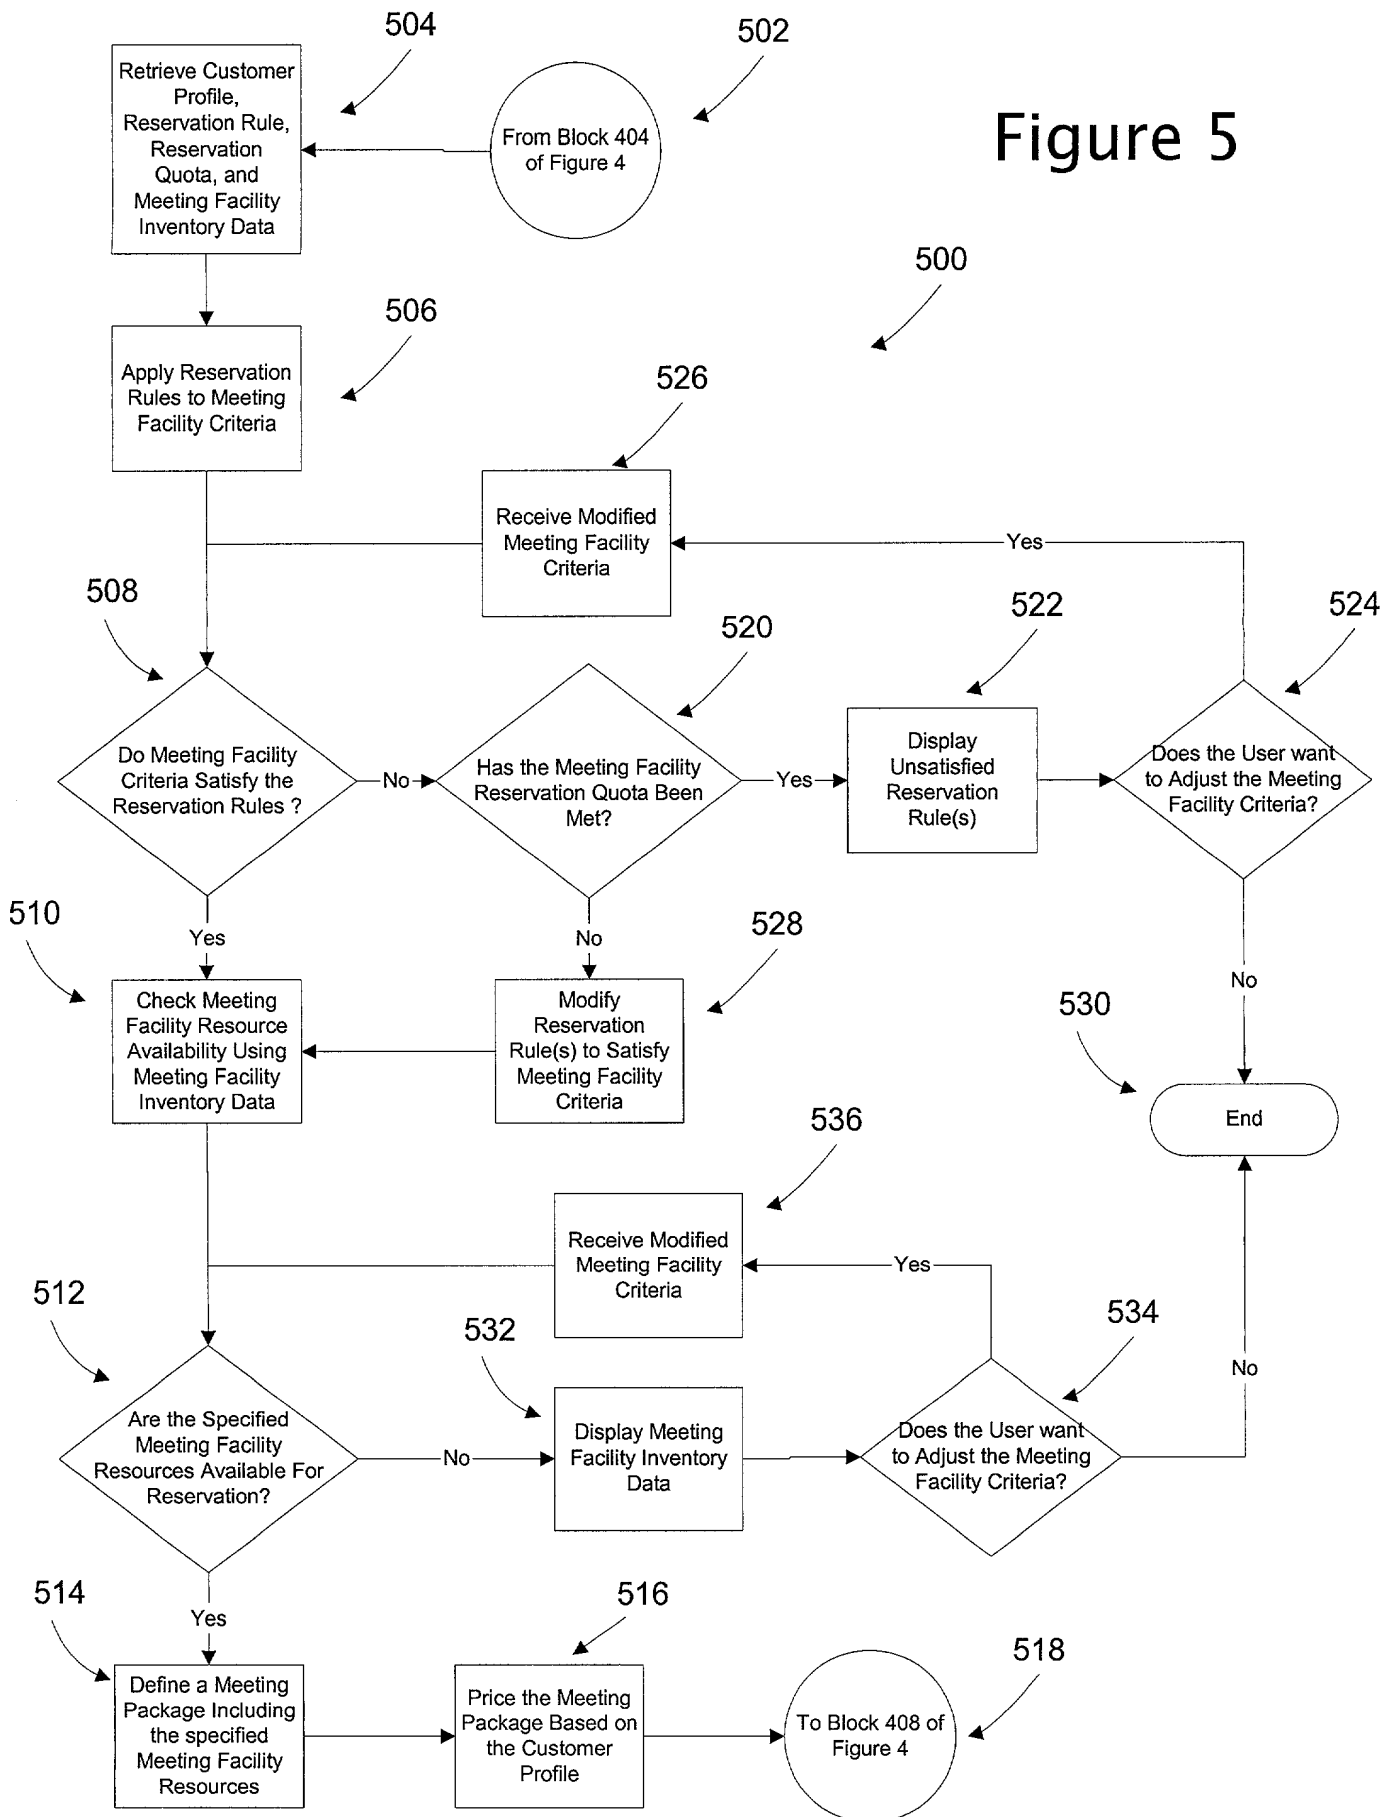 504
502
Figure 5
Retrieve Customer
Profile,
Reservation Rule,
Reservation
Quota, and
Meeting Facility
Inventory Data
From Block 404
of Figure 4
500
506
Apply Reservation
Rules to Meeting
Facility Criteria
526
Receive Modified
Meeting Facility
Criteria
Yes
508
520
522
524
Do Meeting Facility
Criteria Satisfy the
Reservation Rules ?
No
Has the Meeting Facility
Reservation Quota Been
Met?
Yes
Display
Unsatisfied
Reservation
Rule(s)
Does the User want
to Adjust the Meeting
Facility Criteria?
510
Yes
No
528
No
530
Check Meeting
Facility Resource
Availability Using
Meeting Facility
Inventory Data
Modify
Reservation
Rule(s) to Satisfy
Meeting Facility
Criteria
End
536
Receive Modified
Meeting Facility
Criteria
Yes
512
532
534
No
Are the Specified
Meeting Facility
Resources Available For
Reservation?
No
Display Meeting
Facility Inventory
Data
Does the User want
to Adjust the Meeting
Facility Criteria?
514
Yes
516
518
Define a Meeting
Package Including
the specified
Meeting Facility
Resources
Price the Meeting
Package Based on
the Customer
Profile
To Block 408 of
Figure 4